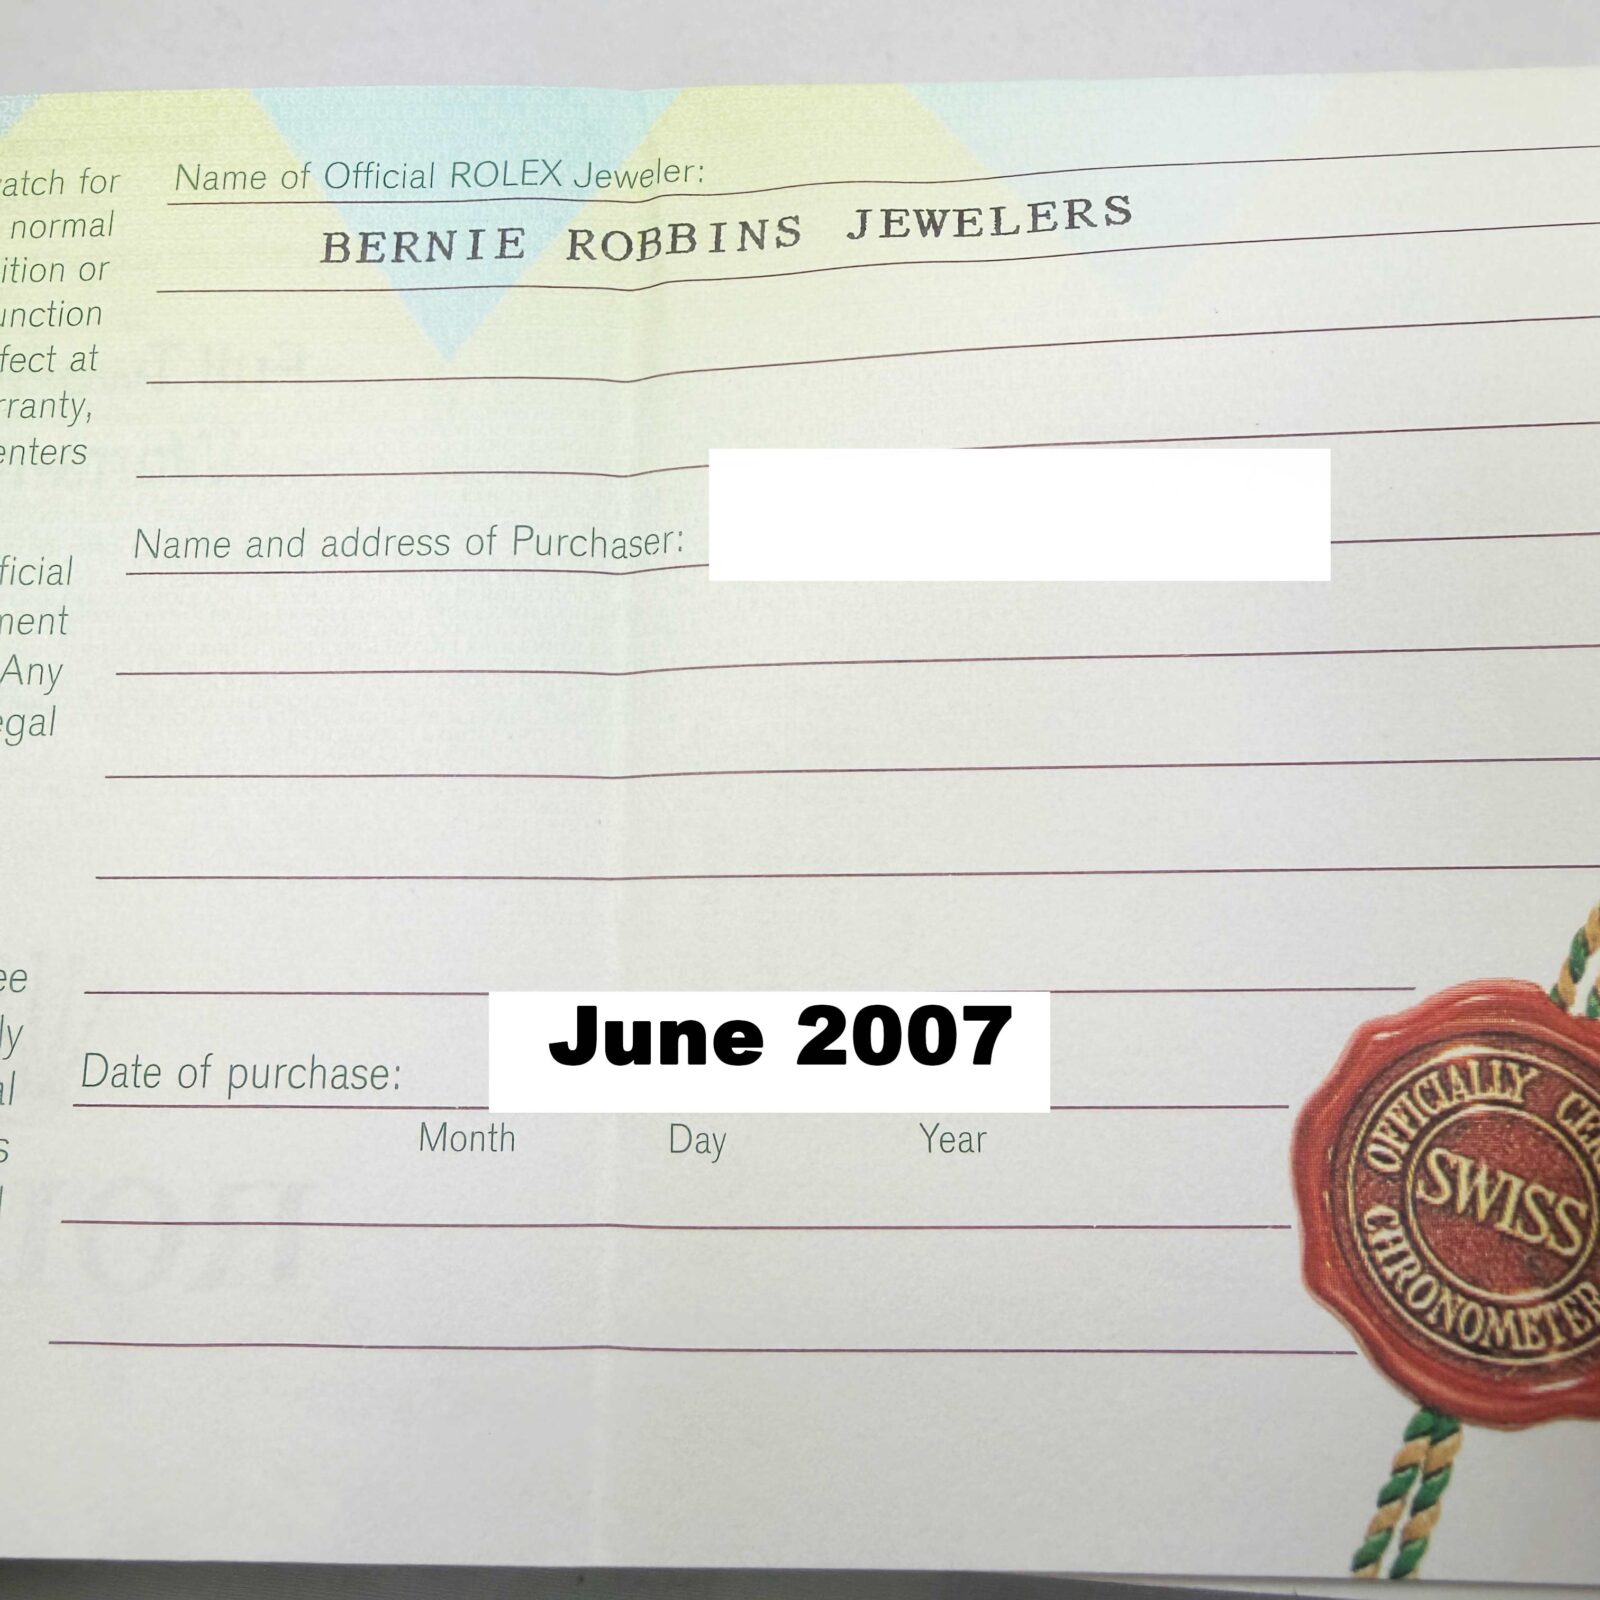 Name of Official ROLEX Jeweler:
BERNIE ROBBINS JEWELERS
atch for
normal
ition or
unction
fect at
rranty,
enters
Name and address of Purchaser:
ficial
ment
Any
egal
ee
ly
al
s
Date of purchase: June 2007
Month Day Year
OFFICIALLY CER
SWISS
CHRONOMETER